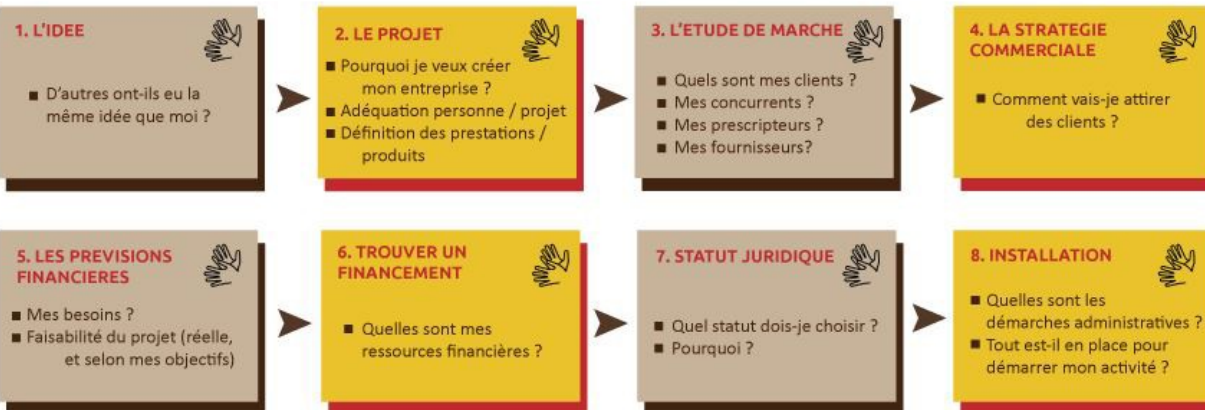 1. L'IDEE
■ D'autres ont-ils eu la
même idée que moi ?
2. LE PROJET
■ Pourquoi je veux créer
mon entreprise ?
■ Adéquation personne / projet
■ Définition des prestations /
produits
3. L'ETUDE DE MARCHE
■ Quels sont mes clients ?
■ Mes concurrents ?
■ Mes prescripteurs ?
■ Mes fournisseurs?
4. LA STRATEGIE
COMMERCIALE
■ Comment vais-je attirer
des clients ?
5. LES PREVISIONS
FINANCIERES
■ Mes besoins ?
■ Faisabilité du projet (réelle,
et selon mes objectifs)
6. TROUVER UN
FINANCEMENT
■ Quelles sont mes
ressources financières ?
7. STATUT JURIDIQUE
■ Quel statut dois-je choisir ?
■ Pourquoi ?
8. INSTALLATION
■ Quelles sont les
démarches administratives ?
■ Tout est-il en place pour
démarrer mon activité ?